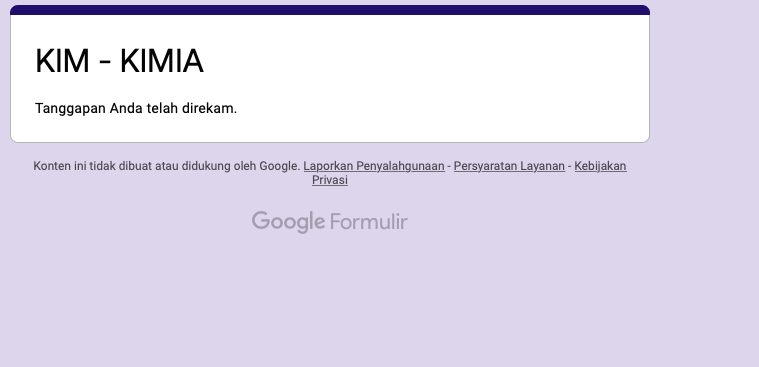 KIM - KIMIA
Tanggapan Anda telah direkam.
Konten ini tidak dibuat atau didukung oleh Google. Laporkan Penyalahgunaan - Persyaratan Layanan - Kebijakan
Privasi
Google Formulir